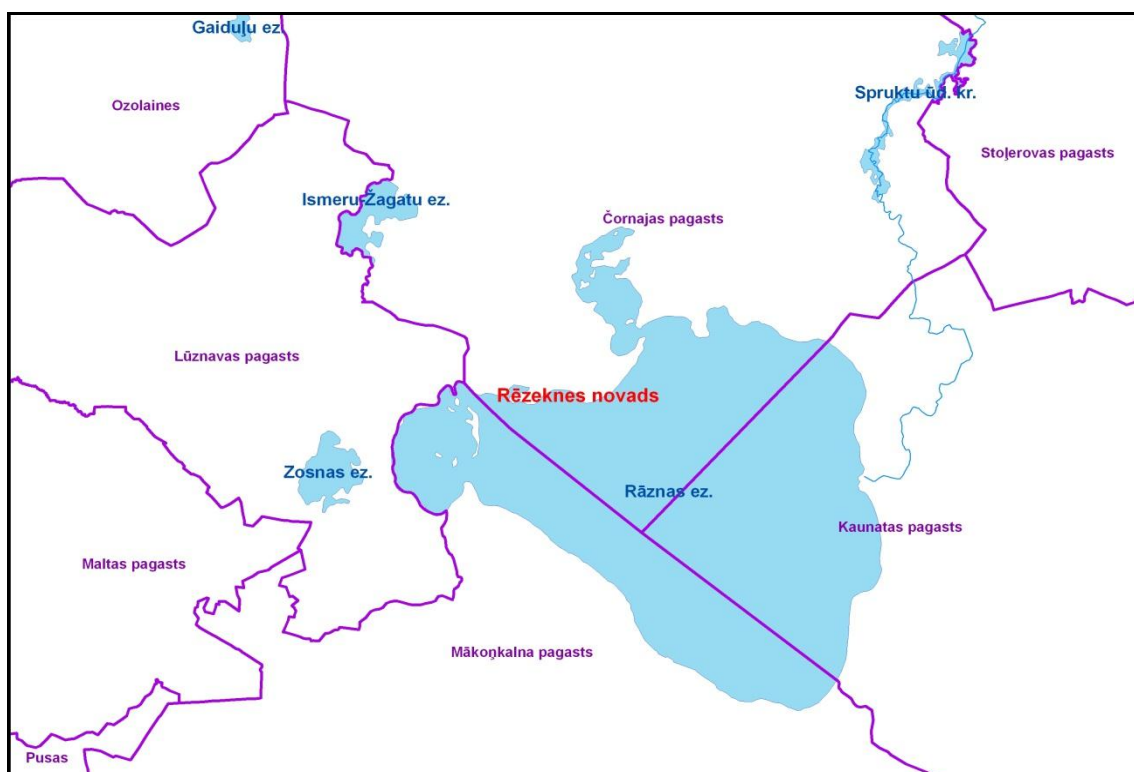 Gaiduļu ez.
Spruktu ūd. kr.
Ozolaines
Stoļerovas pagasts
Ismeru-Žagatu ez.
Čornajas pagasts
Lūznavas pagasts
Rēzeknes novads
Zosnas ez.
Rāznas ez.
Kaunatas pagasts
Maltas pagasts
Mākoņkalna pagasts
Pusas